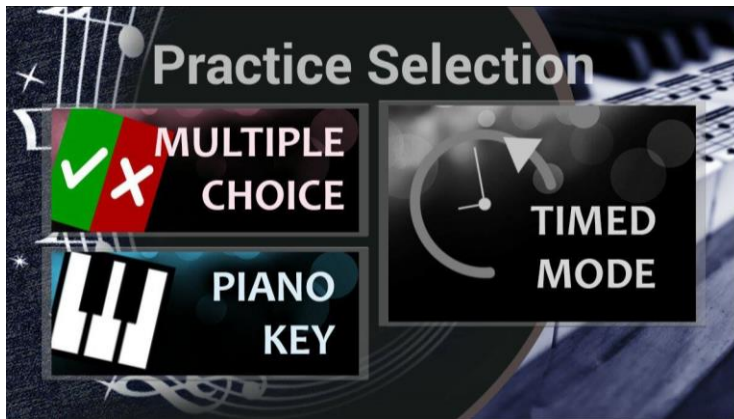 Practice Selection
MULTIPLE
CHOICE
PIANO
KEY
TIMED
MODE